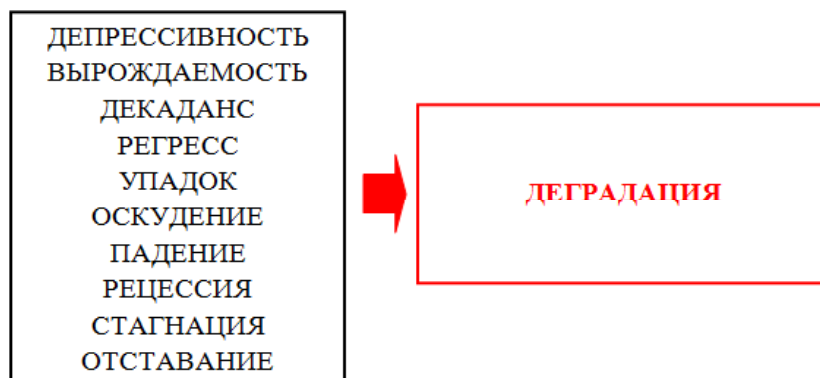 ДЕПРЕССИВНОСТЬ
ВЫРОЖДАЕМОСТЬ
ДЕКАДАНС
РЕГРЕСС
УПАДОК
ОСКУДЕНИЕ
ПАДЕНИЕ
РЕЦЕССИЯ
СТАГНАЦИЯ
ОТСТАВАНИЕ
ДЕГРАДАЦИЯ